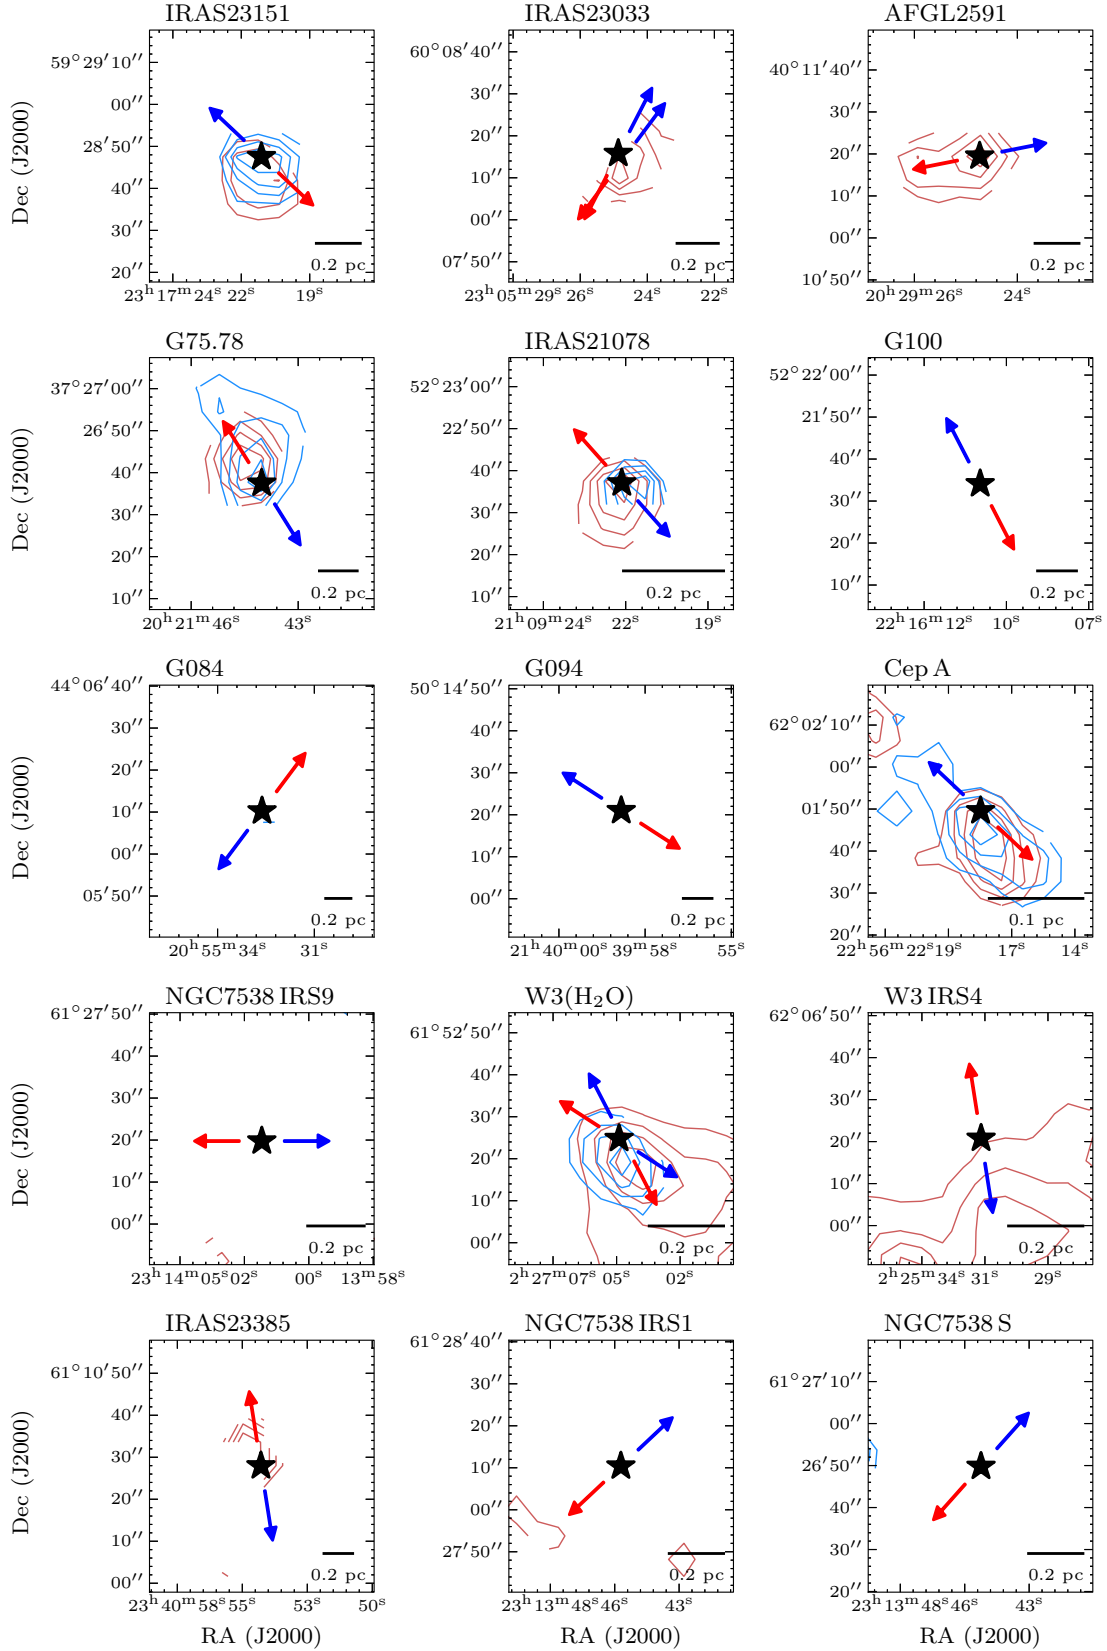 IRAS23151 IRAS23033 AFGL2591
Dec (J2000)
59°29′10′′ 00′′ 28′50′′ 40′′ 30′′ 20′′
23ʰ17ᵐ24ˢ 22ˢ 19ˢ
0.2 pc
60°08′40′′ 30′′ 20′′ 10′′ 00′′ 07′50′′
23ʰ05ᵐ29ˢ 26ˢ 24ˢ 22ˢ
0.2 pc
40°11′40′′ 30′′ 20′′ 10′′ 00′′ 10′50′′
20ʰ29ᵐ26ˢ 24ˢ
0.2 pc
G75.78 IRAS21078 G100
Dec (J2000)
37°27′00′′ 26′50′′ 40′′ 30′′ 20′′ 10′′
20ʰ21ᵐ46ˢ 43ˢ
0.2 pc
52°23′00′′ 22′50′′ 40′′ 30′′ 20′′ 10′′
21ʰ09ᵐ24ˢ 22ˢ 19ˢ
0.2 pc
52°22′00′′ 21′50′′ 40′′ 30′′ 20′′ 10′′
22ʰ16ᵐ12ˢ 10ˢ 07ˢ
0.2 pc
G084 G094 Cep A
Dec (J2000)
44°06′40′′ 30′′ 20′′ 10′′ 00′′ 05′50′′
20ʰ55ᵐ34ˢ 31ˢ
0.2 pc
50°14′50′′ 40′′ 30′′ 20′′ 10′′ 00′′
21ʰ40ᵐ00ˢ 39ᵐ58ˢ 55ˢ
0.2 pc
62°02′10′′ 00′′ 01′50′′ 40′′ 30′′ 20′′
22ʰ56ᵐ22ˢ 19ˢ 17ˢ 14ˢ
0.1 pc
NGC7538 IRS9 W3(H₂O) W3 IRS4
Dec (J2000)
61°27′50′′ 40′′ 30′′ 20′′ 10′′ 00′′
23ʰ14ᵐ05ˢ 02ˢ 00ˢ 13ᵐ58ˢ
0.2 pc
61°52′50′′ 40′′ 30′′ 20′′ 10′′ 00′′
2ʰ27ᵐ07ˢ 05ˢ 02ˢ
0.2 pc
62°06′50′′ 40′′ 30′′ 20′′ 10′′ 00′′
2ʰ25ᵐ34ˢ 31ˢ 29ˢ
0.2 pc
IRAS23385 NGC7538 IRS1 NGC7538 S
Dec (J2000)
61°10′50′′ 40′′ 30′′ 20′′ 10′′ 00′′
23ʰ40ᵐ58ˢ 55ˢ 53ˢ 50ˢ
0.2 pc
61°28′40′′ 30′′ 20′′ 10′′ 00′′ 27′50′′
23ʰ13ᵐ48ˢ 46ˢ 43ˢ
0.2 pc
61°27′10′′ 00′′ 26′50′′ 40′′ 30′′ 20′′
23ʰ13ᵐ48ˢ 46ˢ 43ˢ
0.2 pc
RA (J2000) RA (J2000) RA (J2000)